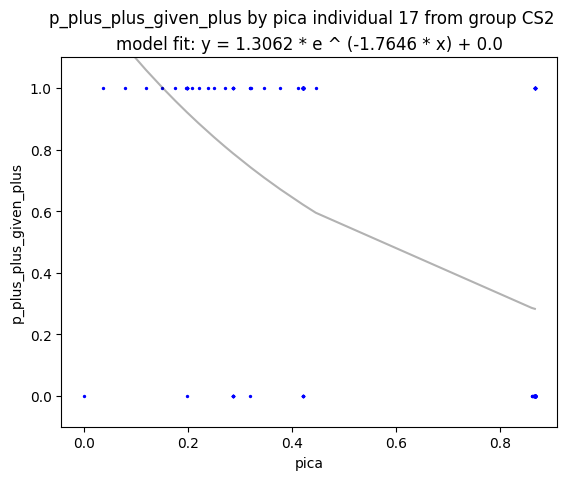 p_plus_plus_given_plus by pica individual 17 from group CS2
model fit: y = 1.3062 * e ^ (-1.7646 * x) + 0.0
p_plus_plus_given_plus
1.0
0.8
0.6
0.4
0.2
0.0
0.0 0.2 0.4 0.6 0.8
pica